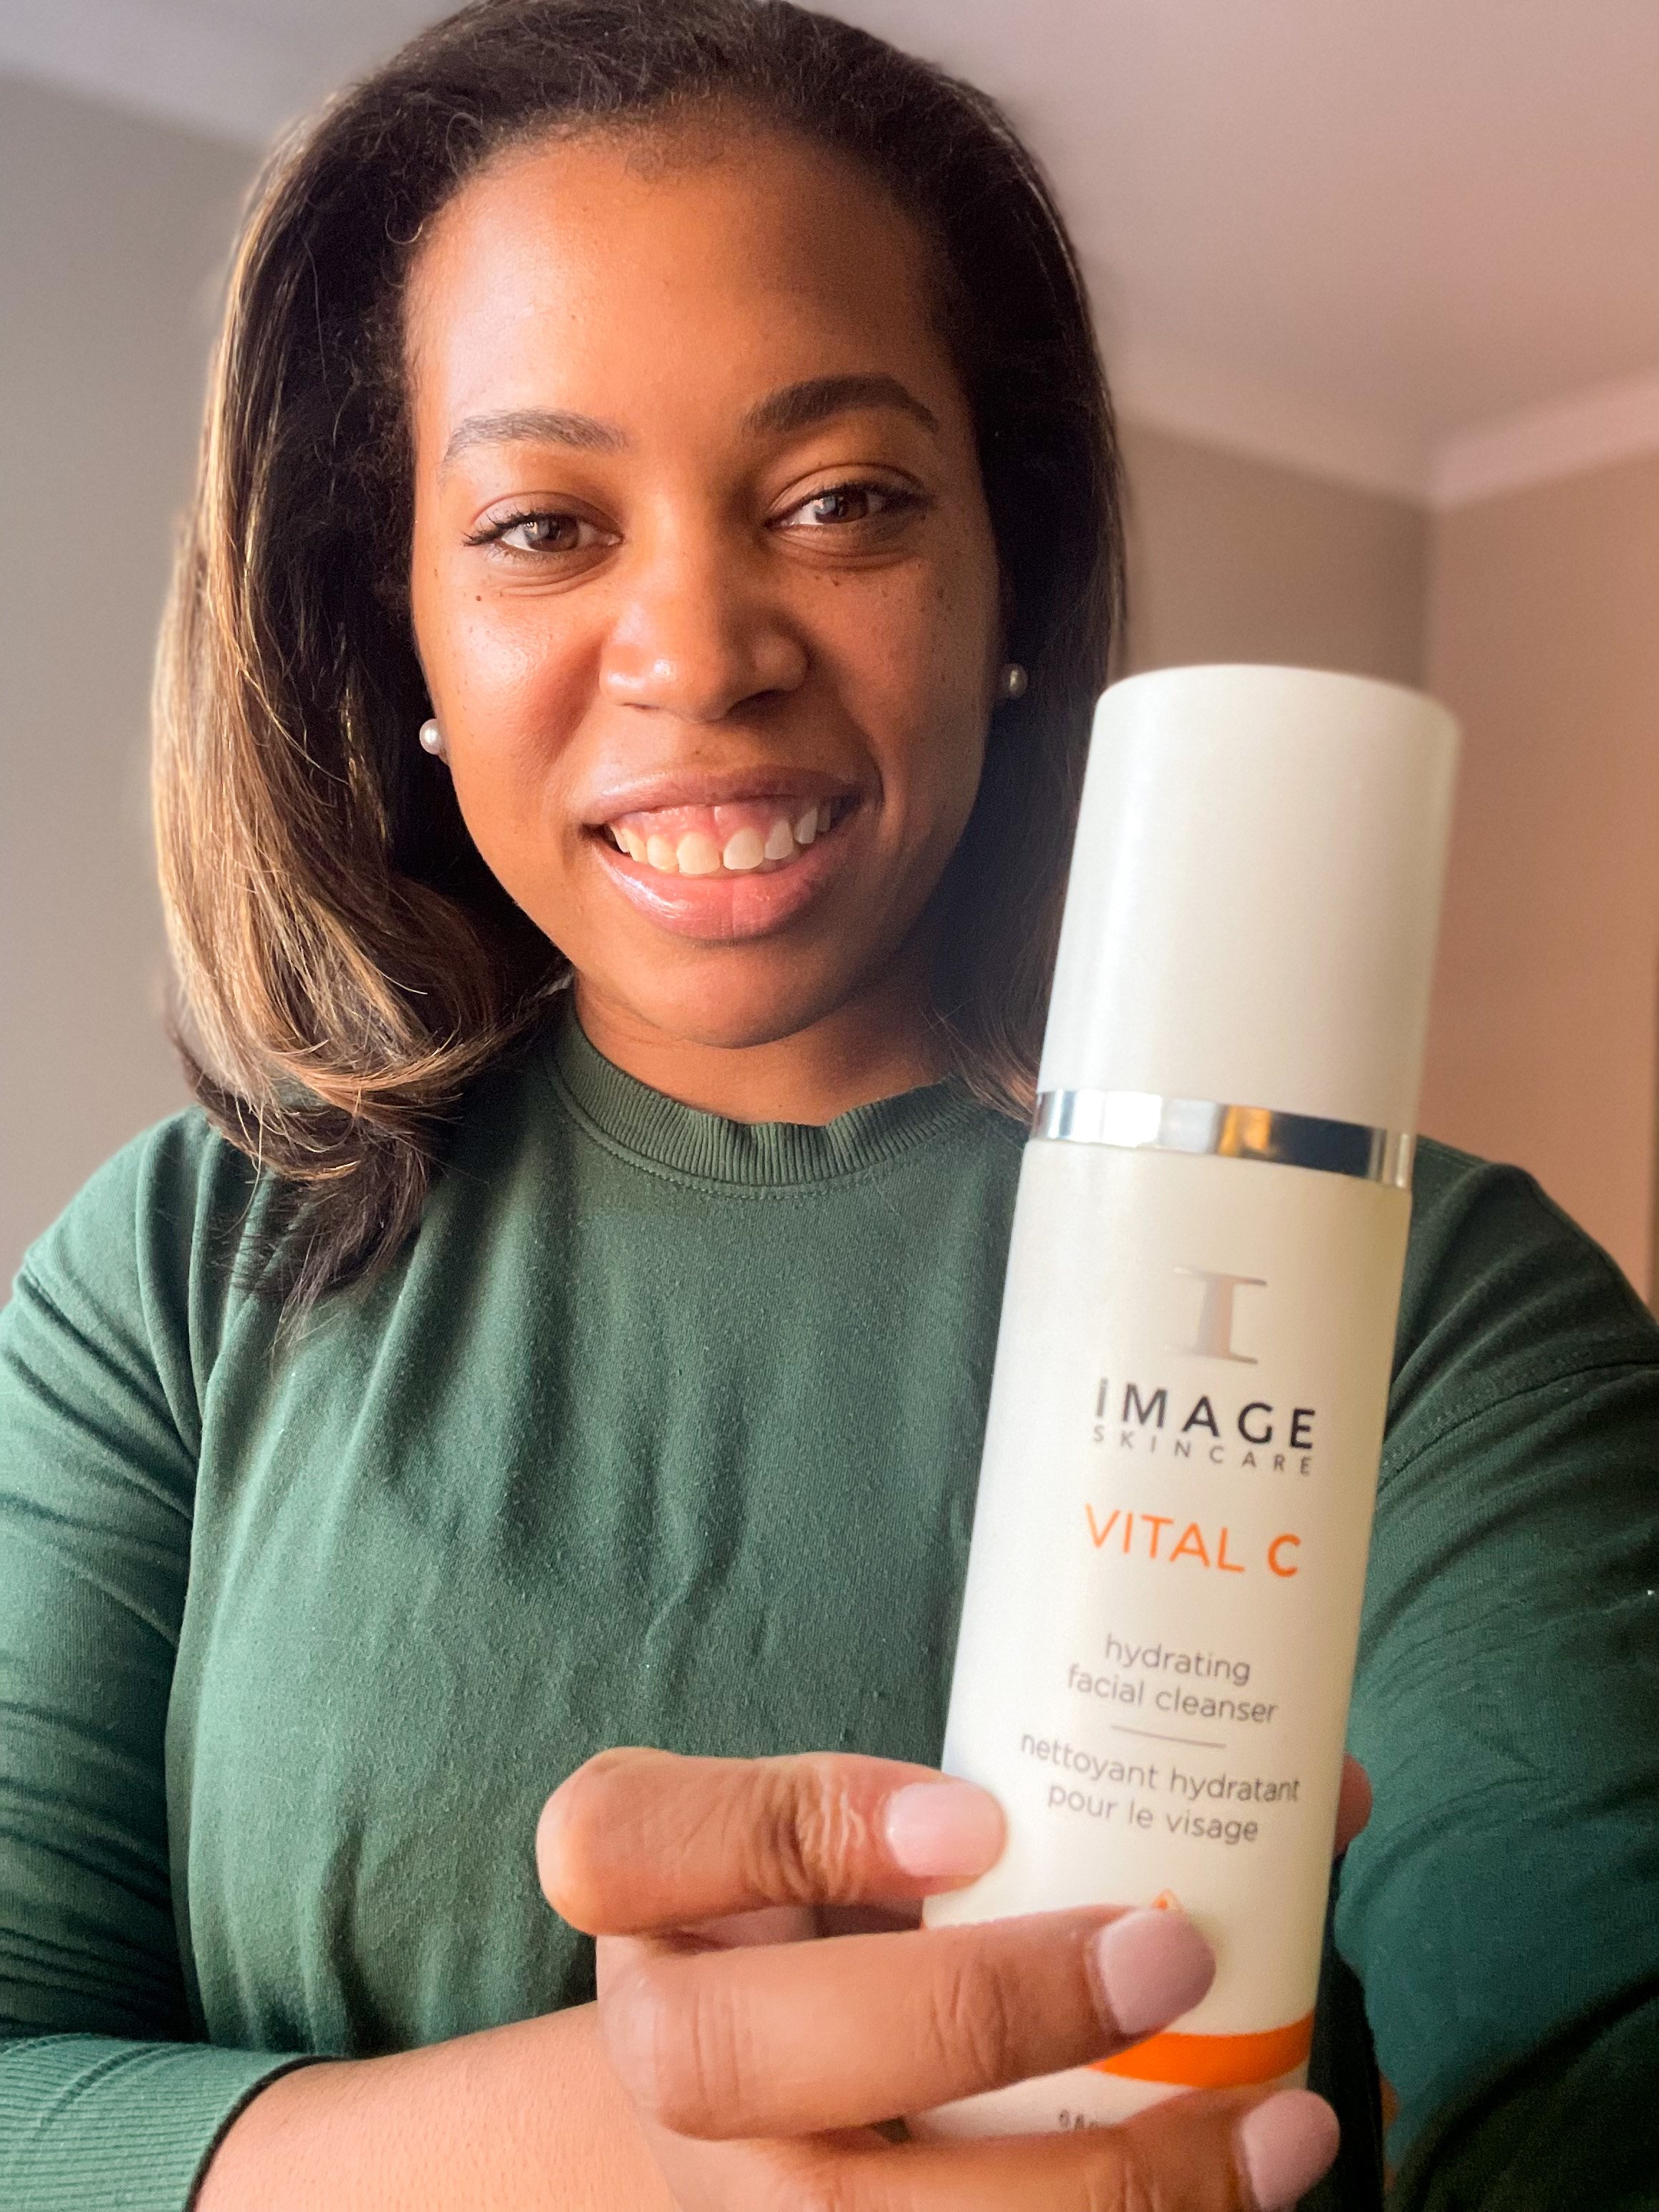 I
IMAGE
SKINCARE
VITAL C
hydrating
facial cleanser
nettoyant hydratant
pour le visage